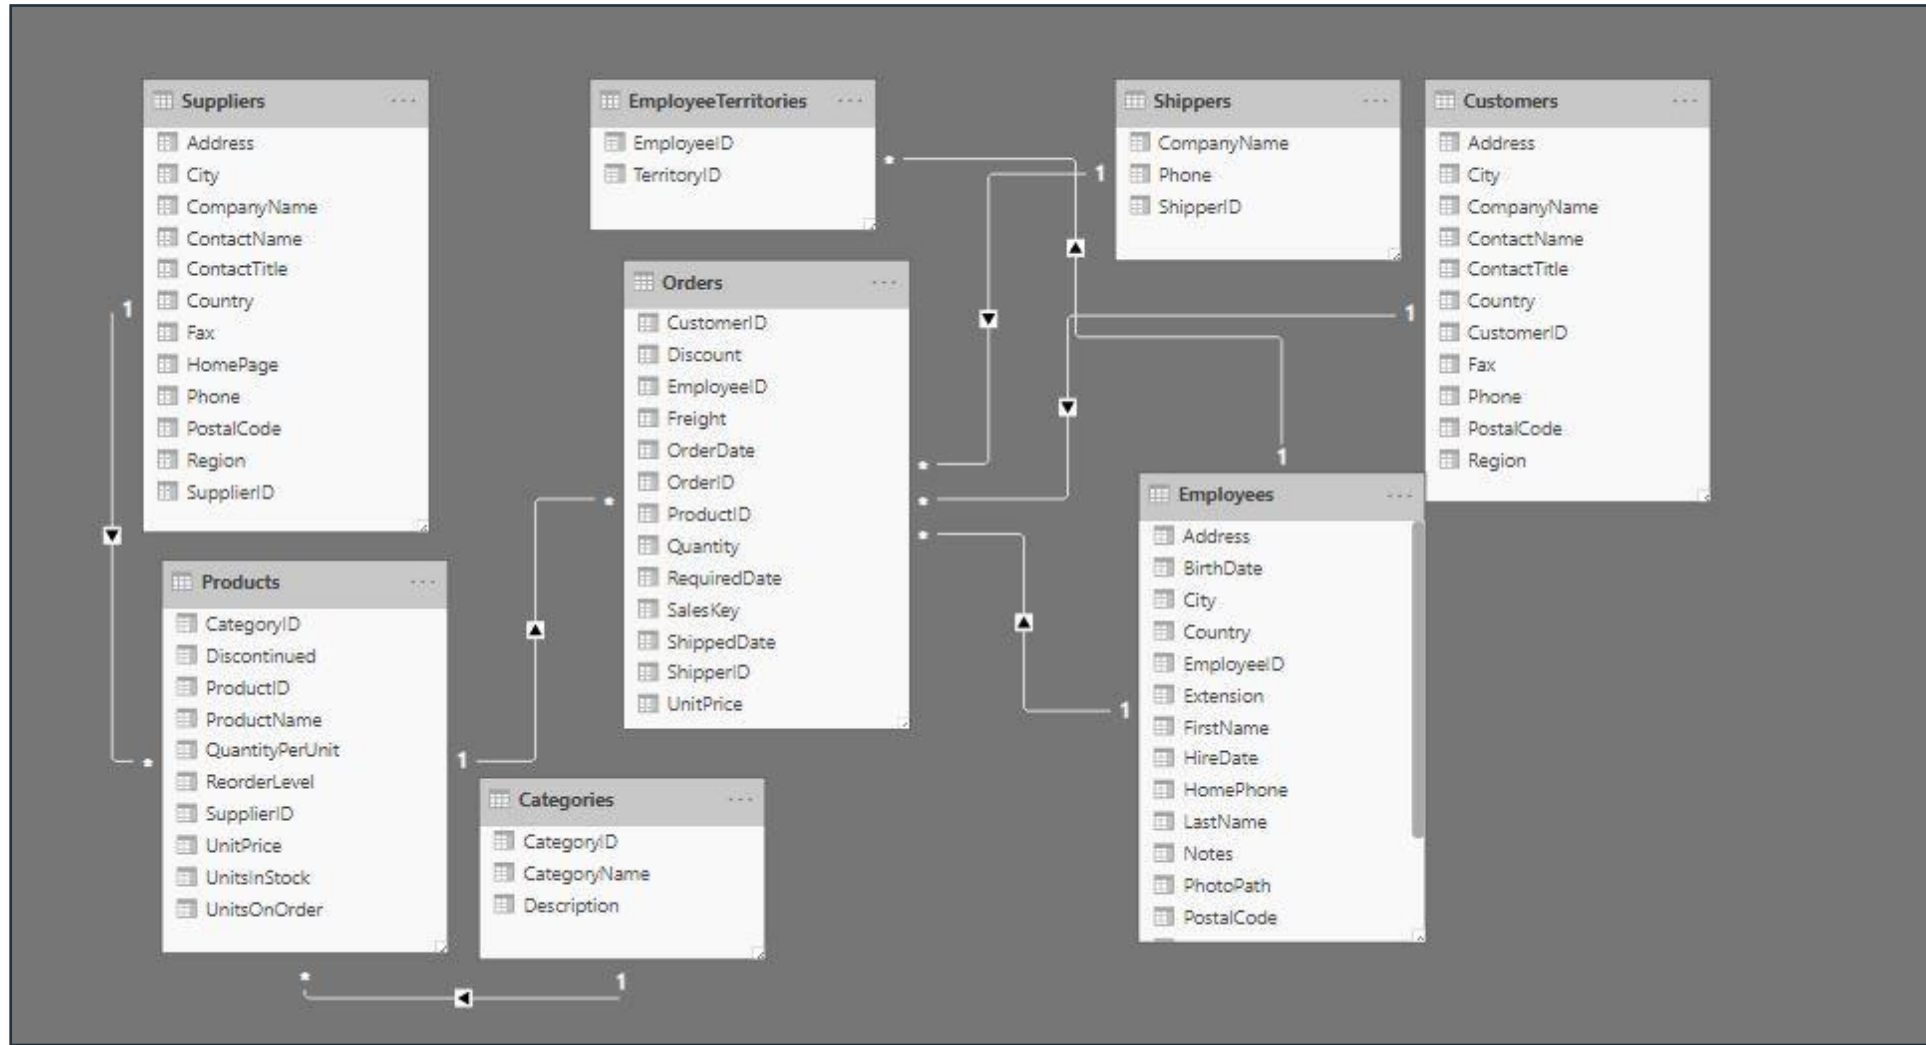 Suppliers
Address
City
CompanyName
ContactName
ContactTitle
Country
Fax
HomePage
Phone
PostalCode
Region
SupplierID
1
*
EmployeeTerritories
EmployeeID
TerritoryID
*
Shippers
CompanyName
Phone
ShipperID
1
Customers
Address
City
CompanyName
ContactName
ContactTitle
Country
CustomerID
Fax
Phone
PostalCode
Region
1
Orders
CustomerID
Discount
EmployeeID
Freight
OrderDate
OrderID
ProductID
Quantity
RequiredDate
SalesKey
ShippedDate
ShipperID
UnitPrice
*
*
*
*
Products
CategoryID
Discontinued
ProductID
ProductName
QuantityPerUnit
ReorderLevel
SupplierID
UnitPrice
UnitsInStock
UnitsOnOrder
1
*
Categories
CategoryID
CategoryName
Description
1
Employees
Address
BirthDate
City
Country
EmployeeID
Extension
FirstName
HireDate
HomePhone
LastName
Notes
PhotoPath
PostalCode
1
1